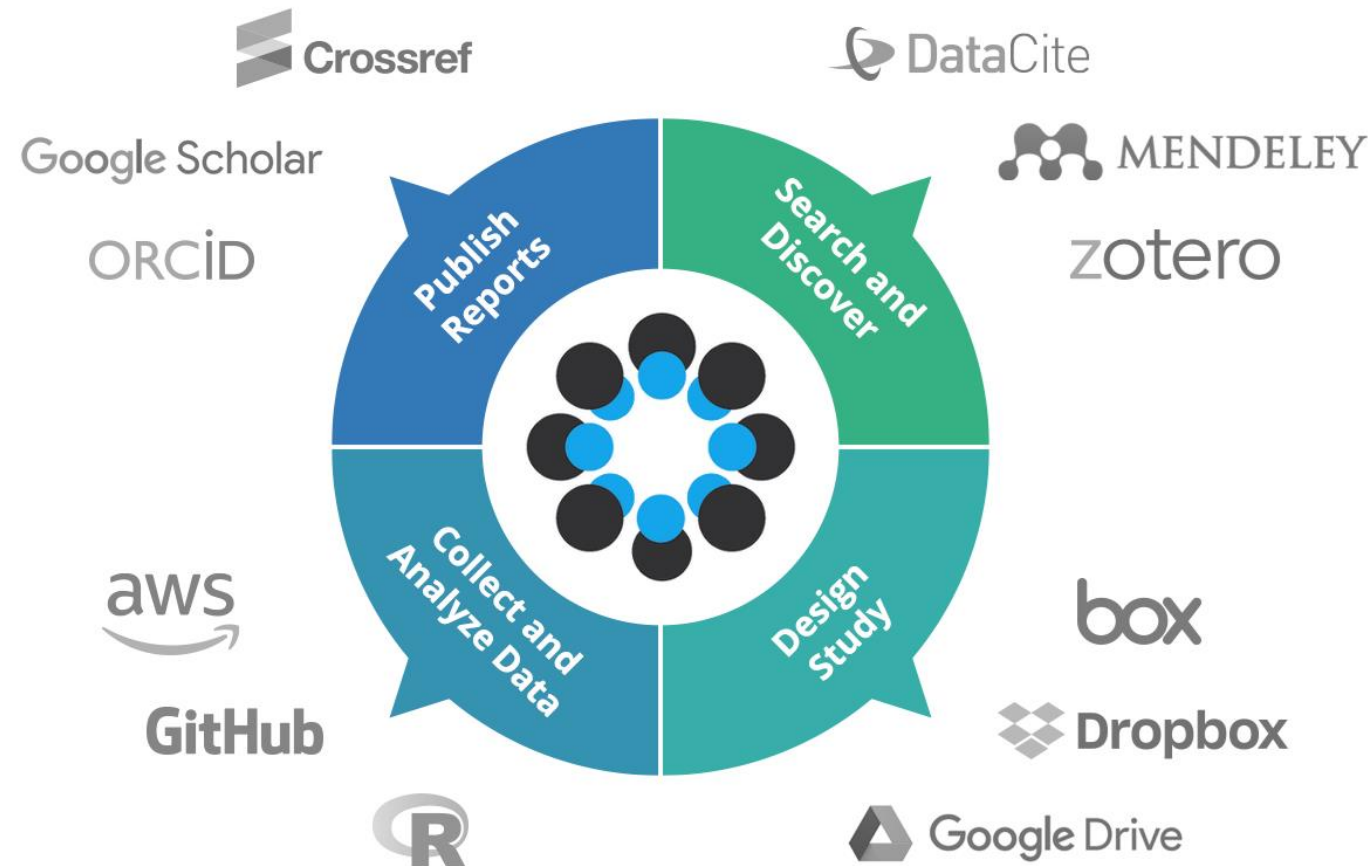 Crossref
DataCite
Google Scholar
MENDELEY
ORCID
zotero
Publish
Reports
Search and
Discover
Collect and
Analyze Data
Design
Study
aws
box
GitHub
Dropbox
R
Google Drive